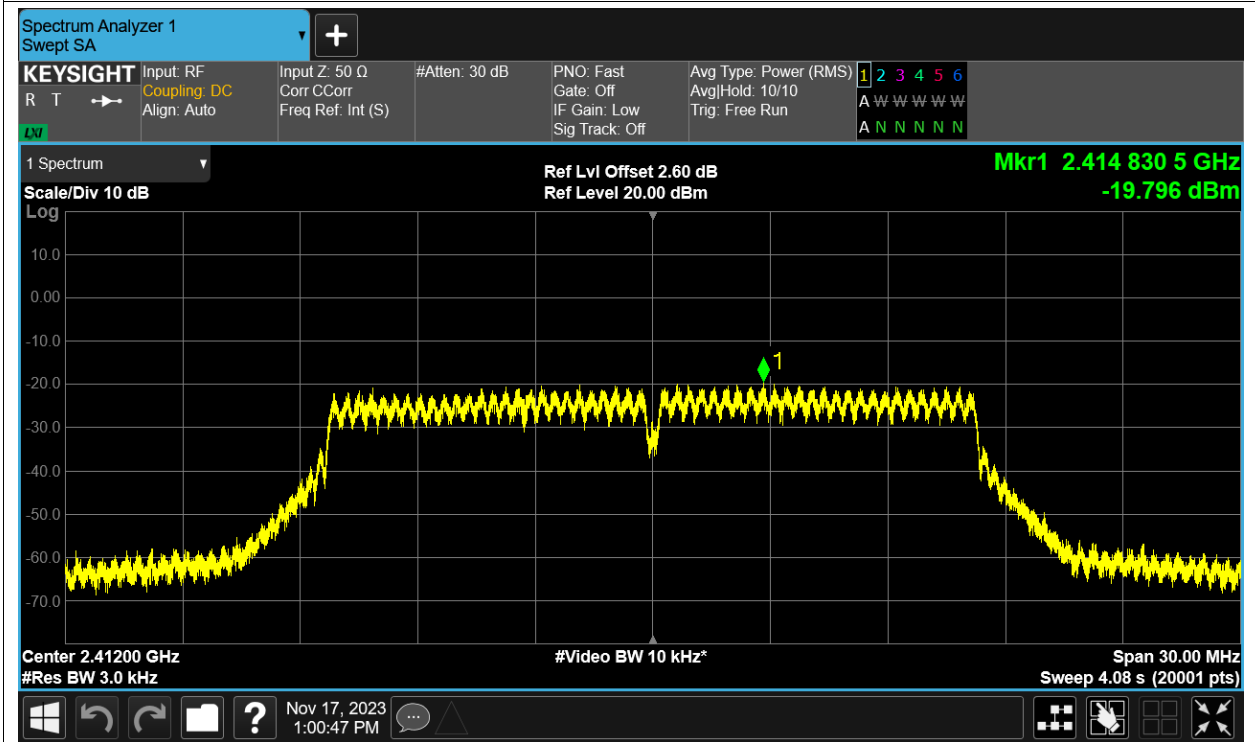 Spectrum Analyzer 1
Swept SA
+
KEYSIGHT
R T
LXI
Input: RF
Coupling: DC
Align: Auto
Input Z: 50 Ω
Corr CCorr
Freq Ref: Int (S)
#Atten: 30 dB
PNO: Fast
Gate: Off
IF Gain: Low
Sig Track: Off
Avg Type: Power (RMS)
Avg|Hold: 10/10
Trig: Free Run
1 2 3 4 5 6
A W W W W W
A N N N N N
1 Spectrum
Scale/Div 10 dB
Log
Ref Lvl Offset 2.60 dB
Ref Level 20.00 dBm
Mkr1 2.414 830 5 GHz
-19.796 dBm
10.0
0.00
-10.0
-20.0
-30.0
-40.0
-50.0
-60.0
-70.0
1
Center 2.41200 GHz
#Res BW 3.0 kHz
#Video BW 10 kHz*
Span 30.00 MHz
Sweep 4.08 s (20001 pts)
?
Nov 17, 2023
1:00:47 PM